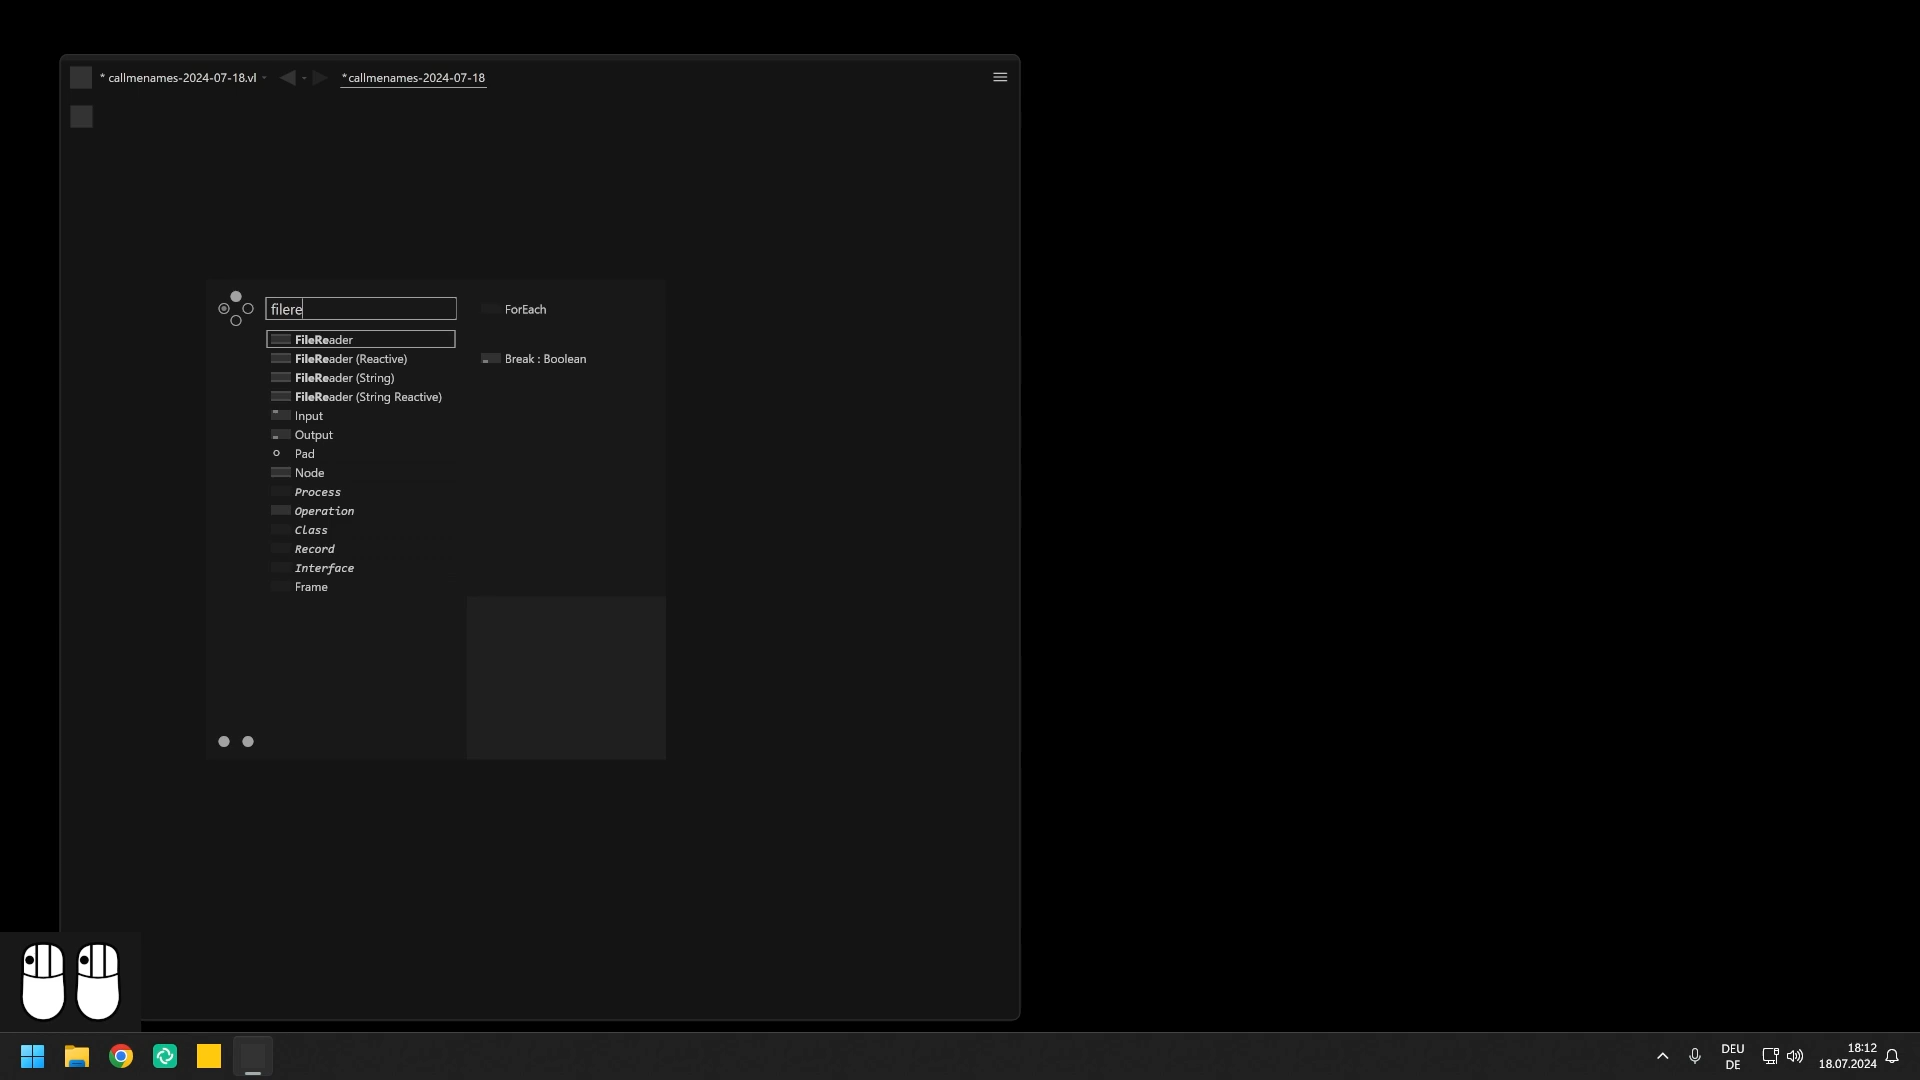 * callmenames-2024-07-18.vl
*callmenames-2024-07-18
filere
ForEach
FileReader
FileReader (Reactive)
Break : Boolean
FileReader (String)
FileReader (String Reactive)
Input
Output
Pad
Node
Process
Operation
Class
Record
Interface
Frame
DEU
DE
18:12
18.07.2024